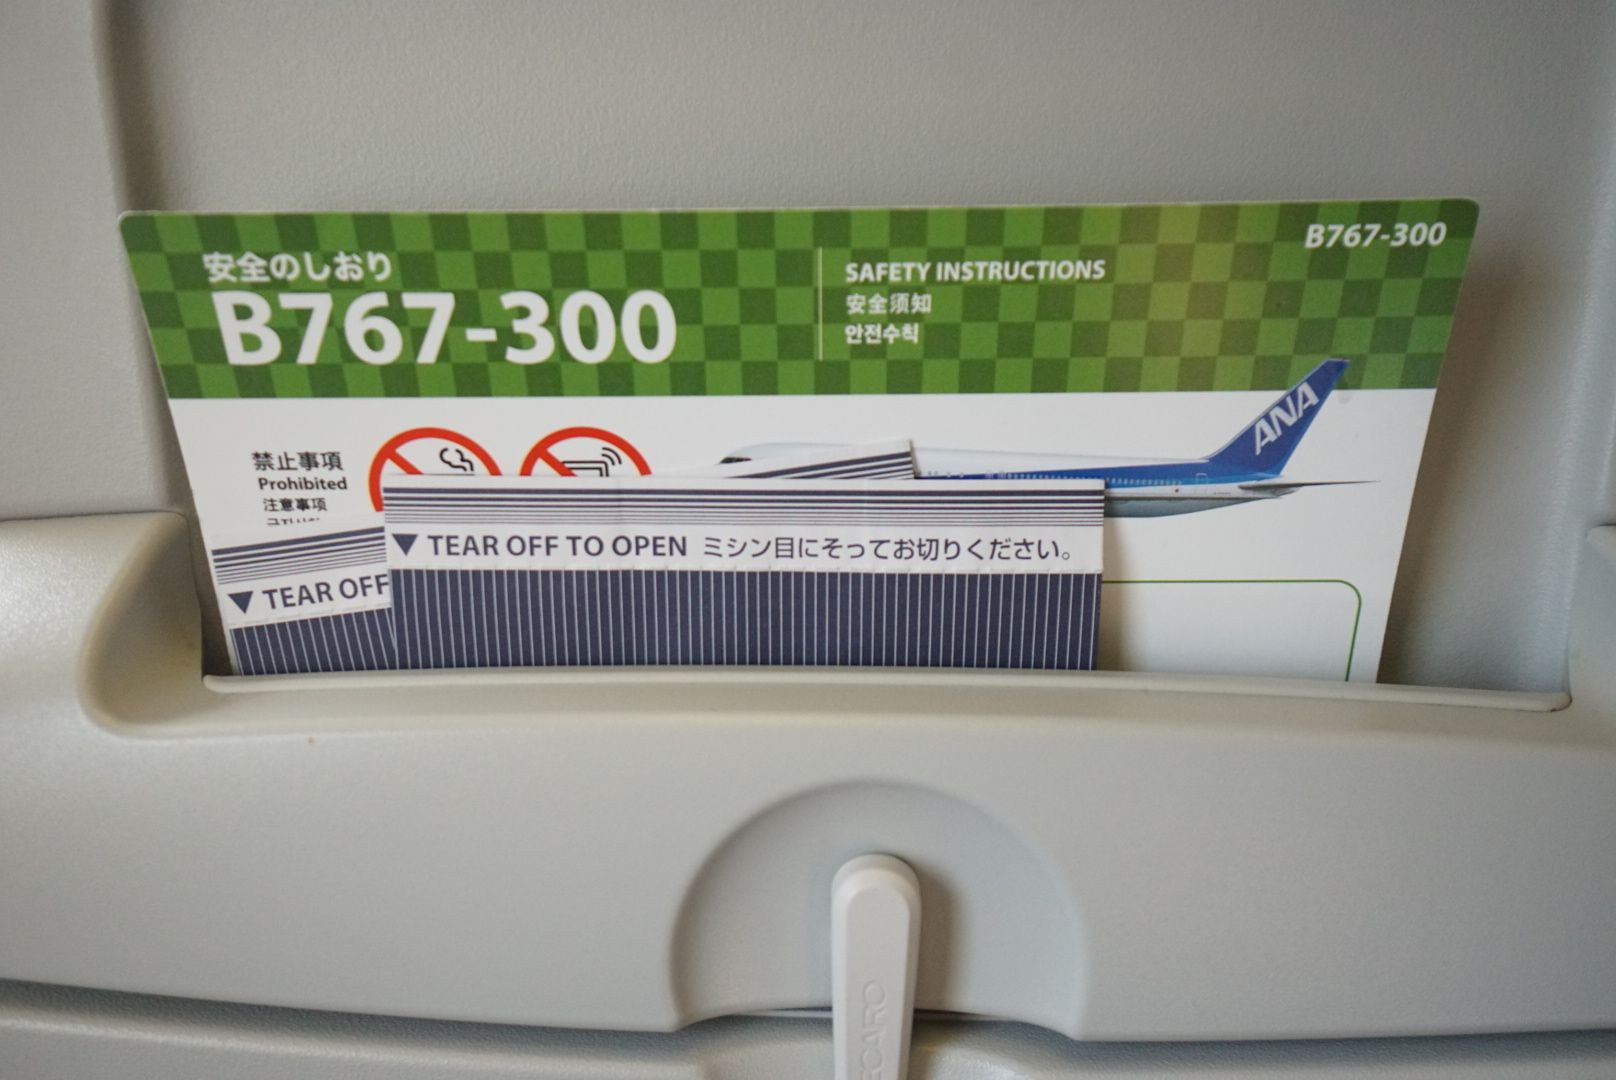 安全のしおり
B767-300
SAFETY INSTRUCTIONS
安全须知
안전수칙
B767-300
禁止事項
Prohibited
注意事项
ANA
TEAR OFF
▼TEAR OFF TO OPEN ミシン目にそってお切りください。